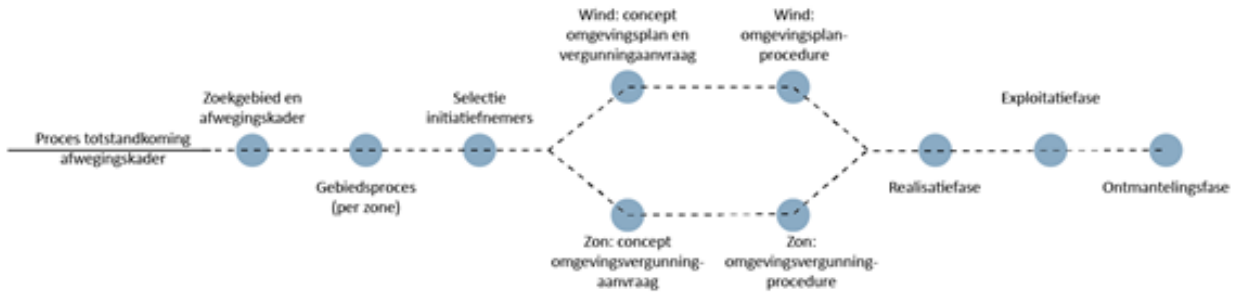 Proces totstandkoming
afwegingskader
Zoekgebied en
afwegingskader
Gebiedsproces
(per zone)
Selectie
initiatiefnemers
Wind: concept
omgevingsplan en
vergunningaanvraag
Wind:
omgevingsplan-
procedure
Zon: concept
omgevingsvergunning-
aanvraag
Zon:
omgevingsvergunning-
procedure
Realisatiefase
Exploitatiefase
Ontmantelingsfase